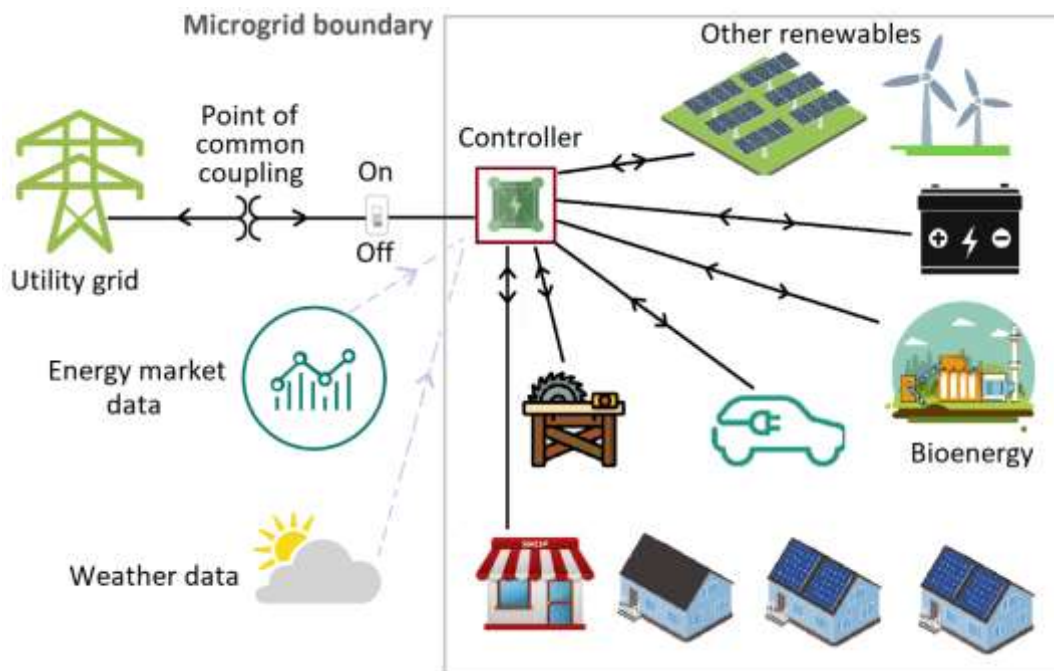 Microgrid boundary
Other renewables
Point of
common
coupling
Controller
On
Off
Utility grid
Energy market
data
Bioenergy
SHOP
Weather data